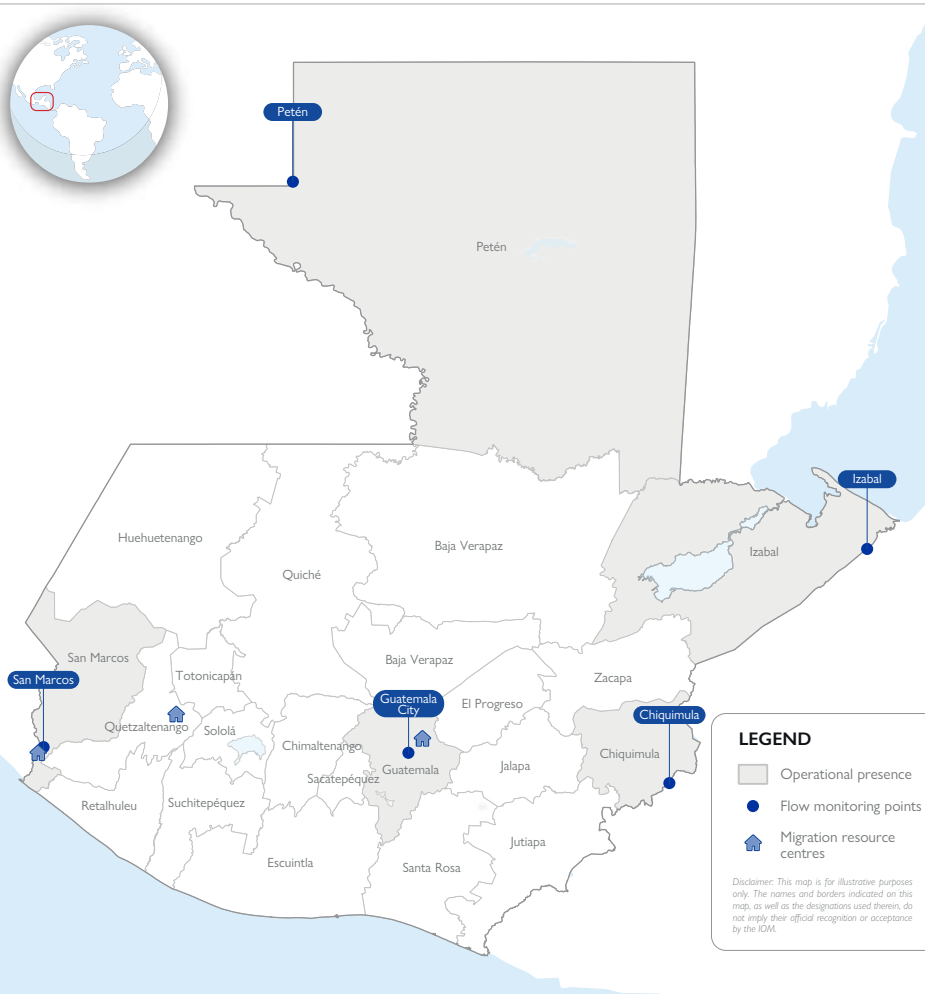 Petén
Petén
Izabal
Huehuetenango
Baja Verapaz
Izabal
Quiché
San Marcos
Baja Verapaz
San Marcos
Totonicapán
Zacapa
Guatemala
City
El Progreso
Chiquimula
Quetzaltenango
Sololá
Chimaltenango
Chiquimula
Guatemala
Jalapa
Sacatepéquez
Retalhuleu
Suchitepéquez
Jutiapa
Escuintla
Santa Rosa
LEGEND
Operational presence
Flow monitoring points
Migration resource
centres
Disclaimer: This map is for illustrative purposes
only. The names and borders indicated on this
map, as well as the designations used therein, do
not imply their official recognition or acceptance
by the IOM.